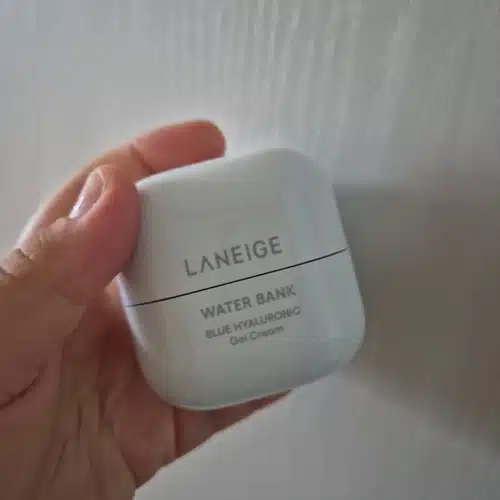 LANEIGE
WATER BANK
BLUE HYALURONIC
Gel Cream